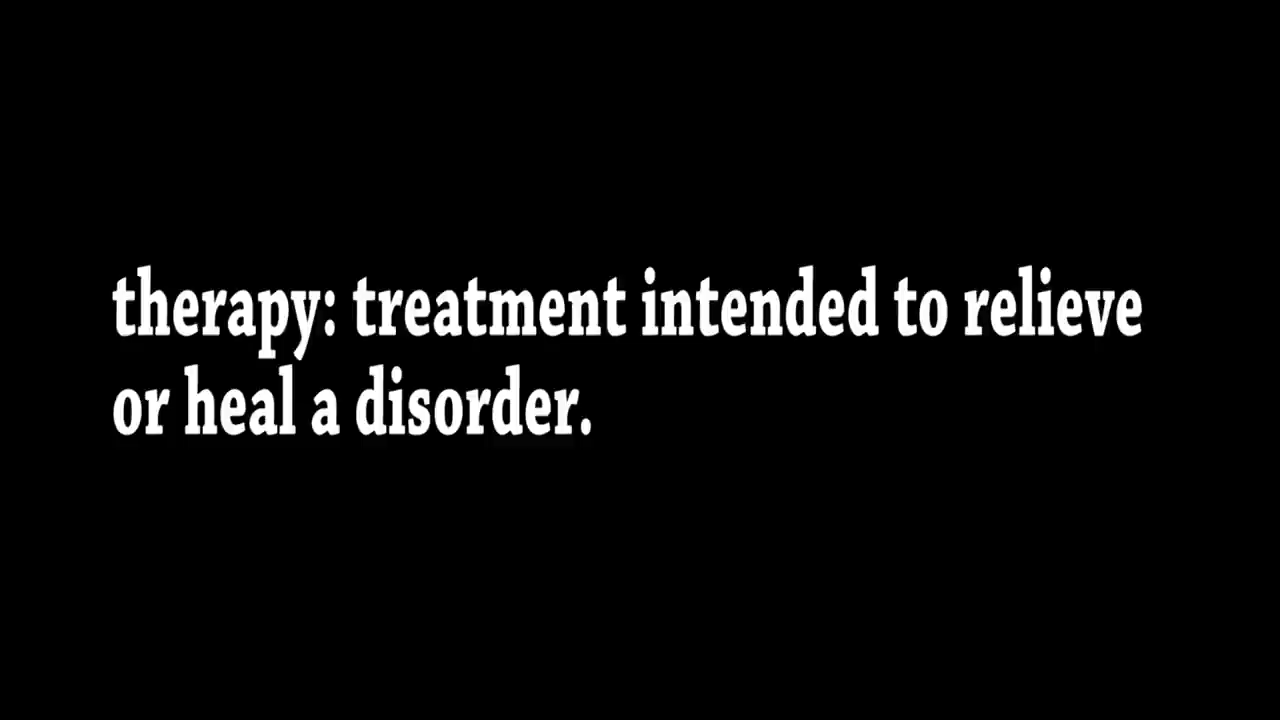 therapy: treatment intended to relieve
or heal a disorder.